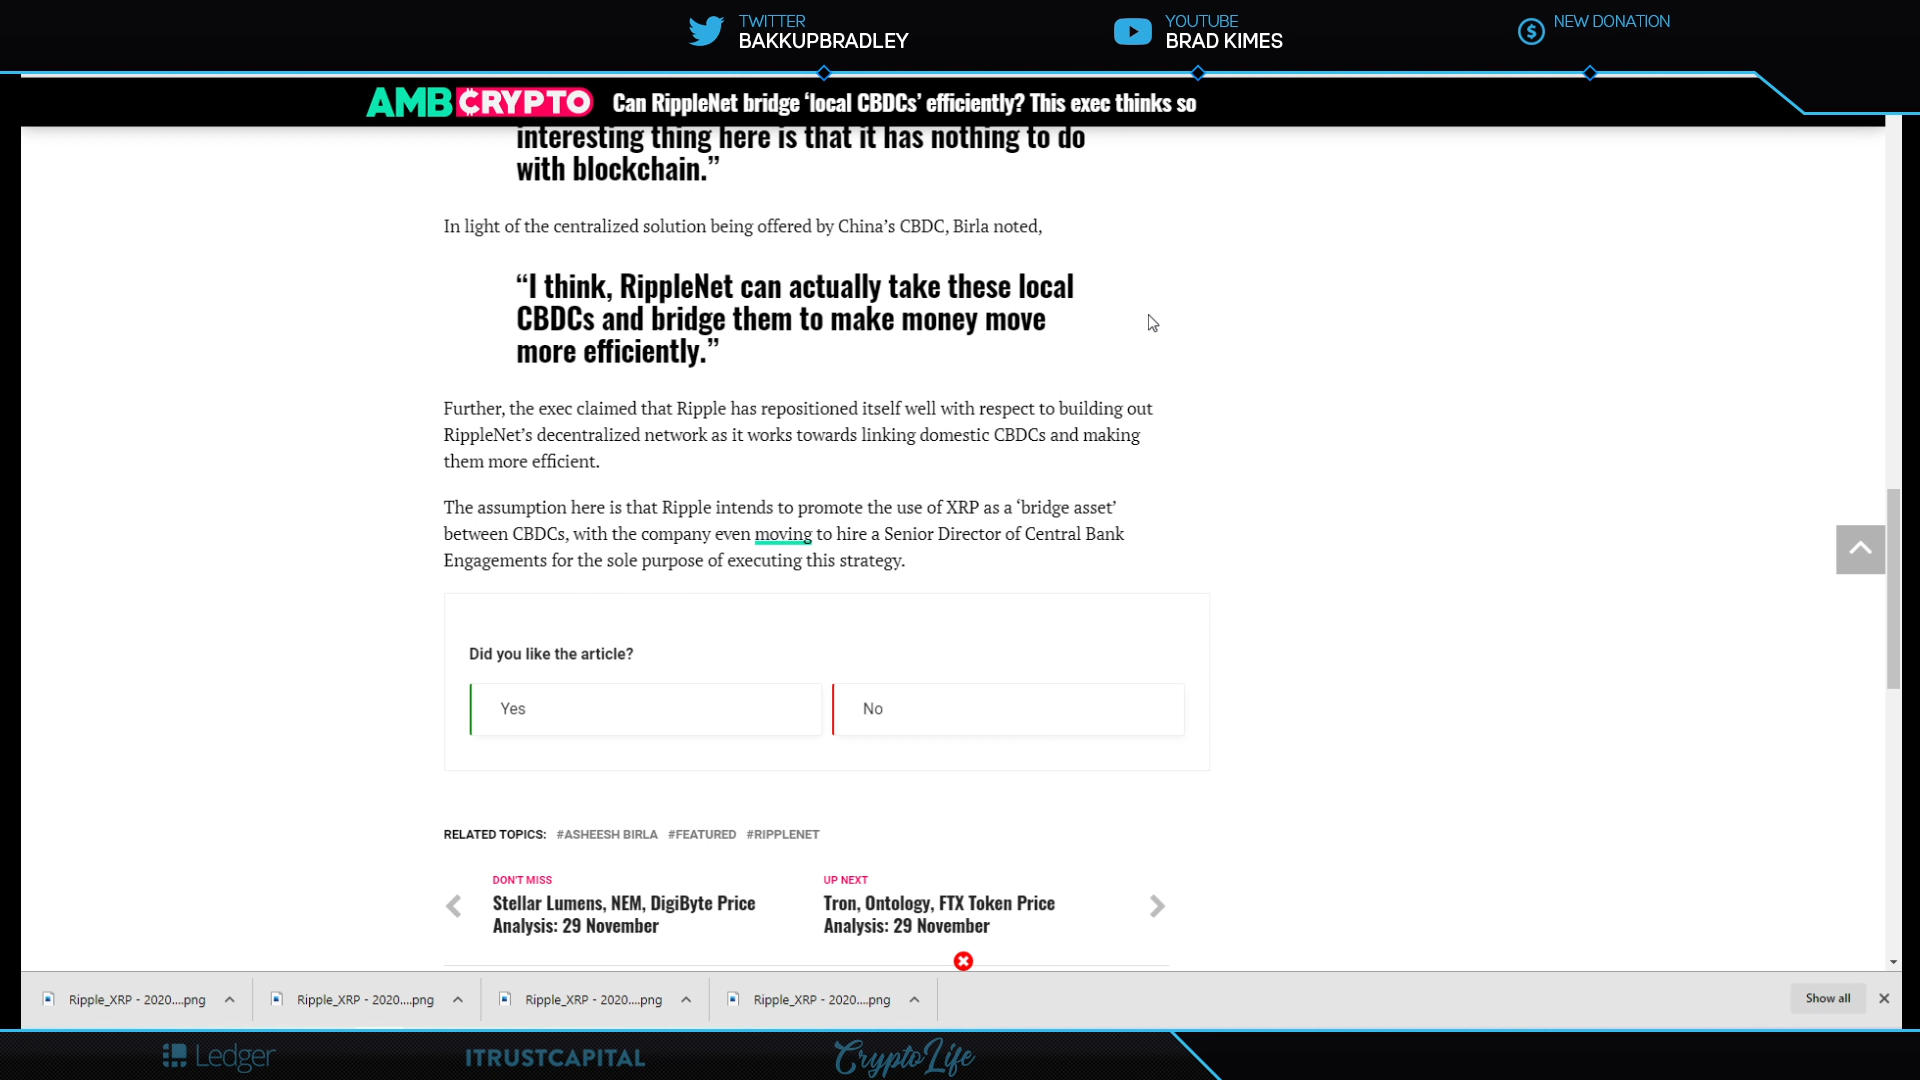 TWITTER
BAKKUPBRADLEY
YOUTUBE
BRAD KIMES
NEW DONATION
AMBCRYPTO Can RippleNet bridge ‘local CBDCs’ efficiently? This exec thinks so
interesting thing here is that it has nothing to do
with blockchain.”
In light of the centralized solution being offered by China’s CBDC, Birla noted,
“I think, RippleNet can actually take these local
CBDCs and bridge them to make money move
more efficiently.”
Further, the exec claimed that Ripple has repositioned itself well with respect to building out
RippleNet’s decentralized network as it works towards linking domestic CBDCs and making
them more efficient.
The assumption here is that Ripple intends to promote the use of XRP as a ‘bridge asset’
between CBDCs, with the company even moving to hire a Senior Director of Central Bank
Engagements for the sole purpose of executing this strategy.
Did you like the article?
Yes
No
RELATED TOPICS: #ASHEESH BIRLA #FEATURED #RIPPLENET
DON'T MISS
Stellar Lumens, NEM, DigiByte Price
Analysis: 29 November
UP NEXT
Tron, Ontology, FTX Token Price
Analysis: 29 November
Ripple_XRP - 2020....png
Ripple_XRP - 2020....png
Ripple_XRP - 2020....png
Ripple_XRP - 2020....png
Show all
Ledger
ITRUSTCAPITAL
CryptoLife